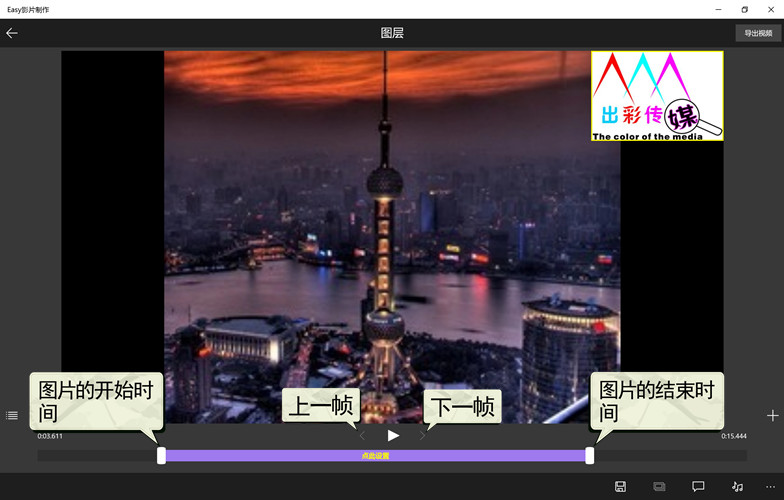 Easy影片制作
图层
导出视频
出彩传媒
The color of the media
图片的开始时
间
上一帧
下一帧
图片的结束时
间
0:03.611
0:15.444
点此设置